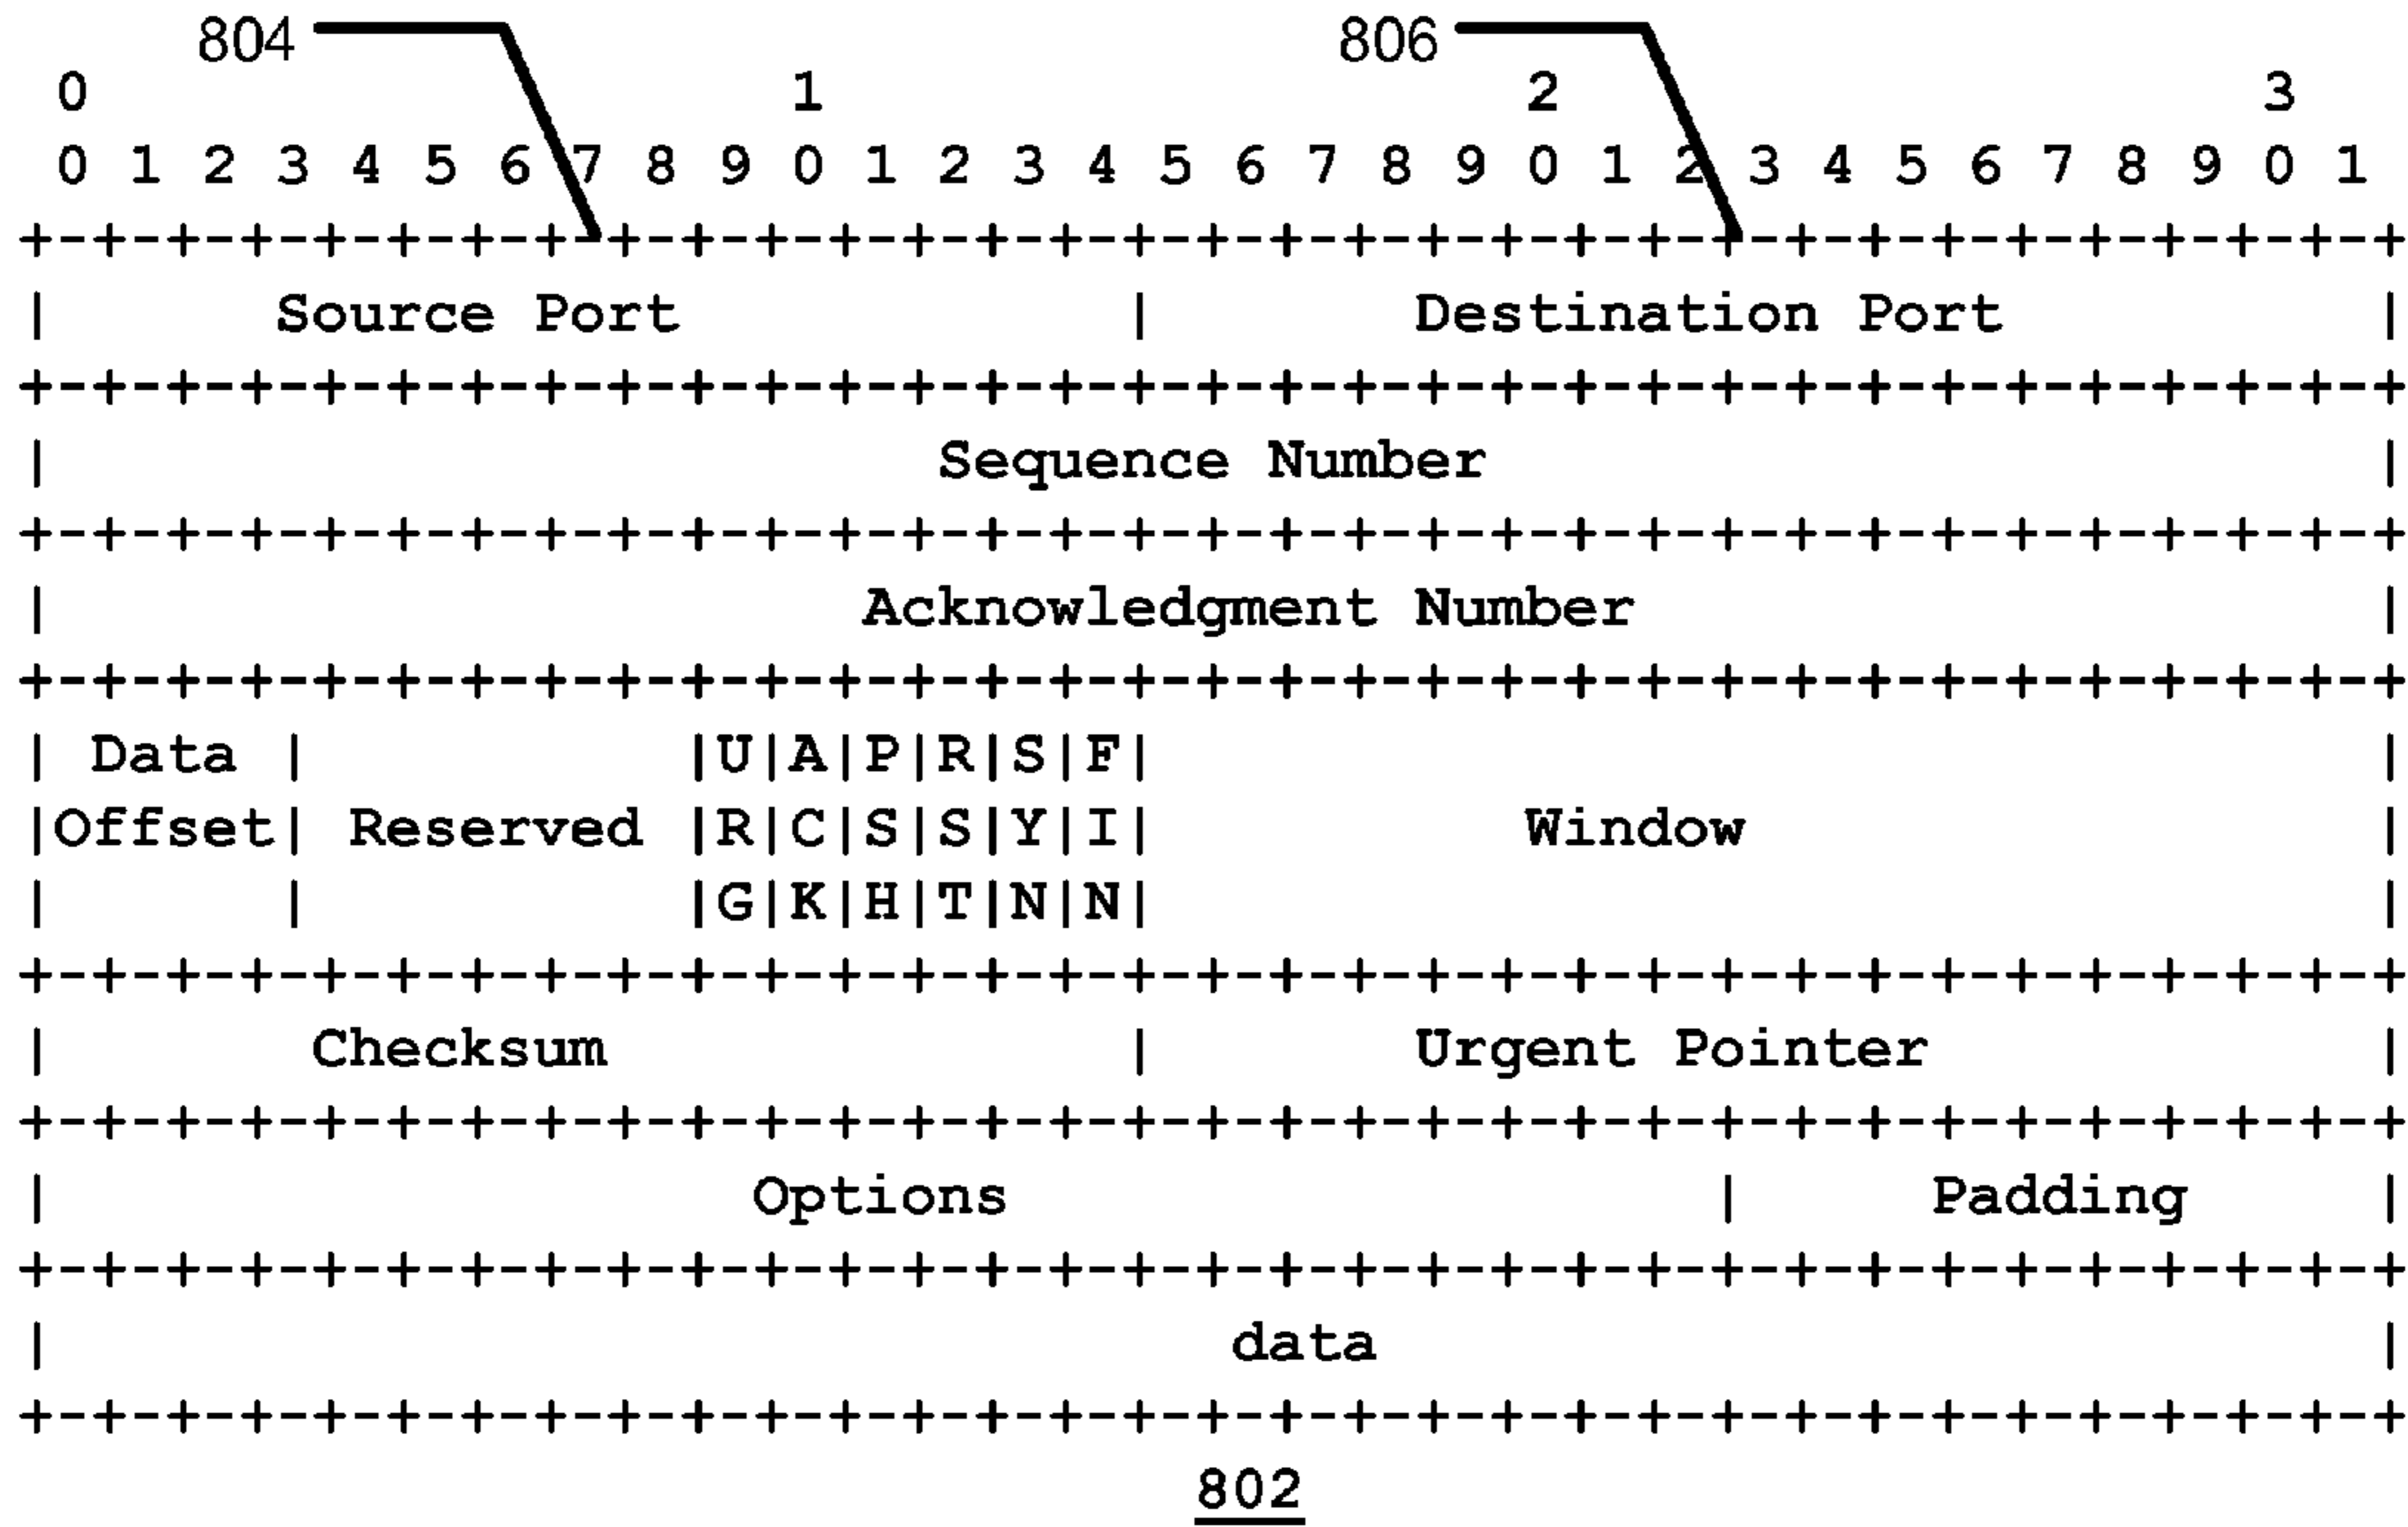 804 806
0                   1                   2                   3
0 1 2 3 4 5 6 7 8 9 0 1 2 3 4 5 6 7 8 9 0 1 2 3 4 5 6 7 8 9 0 1
+-+-+-+-+-+-+-+-+-+-+-+-+-+-+-+-+-+-+-+-+-+-+-+-+-+-+-+-+-+-+-+-+
|      Source Port            |       Destination Port          |
+-+-+-+-+-+-+-+-+-+-+-+-+-+-+-+-+-+-+-+-+-+-+-+-+-+-+-+-+-+-+-+-+
|                        Sequence Number                        |
+-+-+-+-+-+-+-+-+-+-+-+-+-+-+-+-+-+-+-+-+-+-+-+-+-+-+-+-+-+-+-+-+
|                      Acknowledgment Number                    |
+-+-+-+-+-+-+-+-+-+-+-+-+-+-+-+-+-+-+-+-+-+-+-+-+-+-+-+-+-+-+-+-+
| Data |          |U|A|P|R|S|F|                                 |
|Offset| Reserved |R|C|S|S|Y|I|          Window                 |
|      |          |G|K|H|T|N|N|                                 |
+-+-+-+-+-+-+-+-+-+-+-+-+-+-+-+-+-+-+-+-+-+-+-+-+-+-+-+-+-+-+-+-+
|       Checksum              |       Urgent Pointer            |
+-+-+-+-+-+-+-+-+-+-+-+-+-+-+-+-+-+-+-+-+-+-+-+-+-+-+-+-+-+-+-+-+
|                   Options                   |     Padding     |
+-+-+-+-+-+-+-+-+-+-+-+-+-+-+-+-+-+-+-+-+-+-+-+-+-+-+-+-+-+-+-+-+
|                                data                           |
+-+-+-+-+-+-+-+-+-+-+-+-+-+-+-+-+-+-+-+-+-+-+-+-+-+-+-+-+-+-+-+-+
802